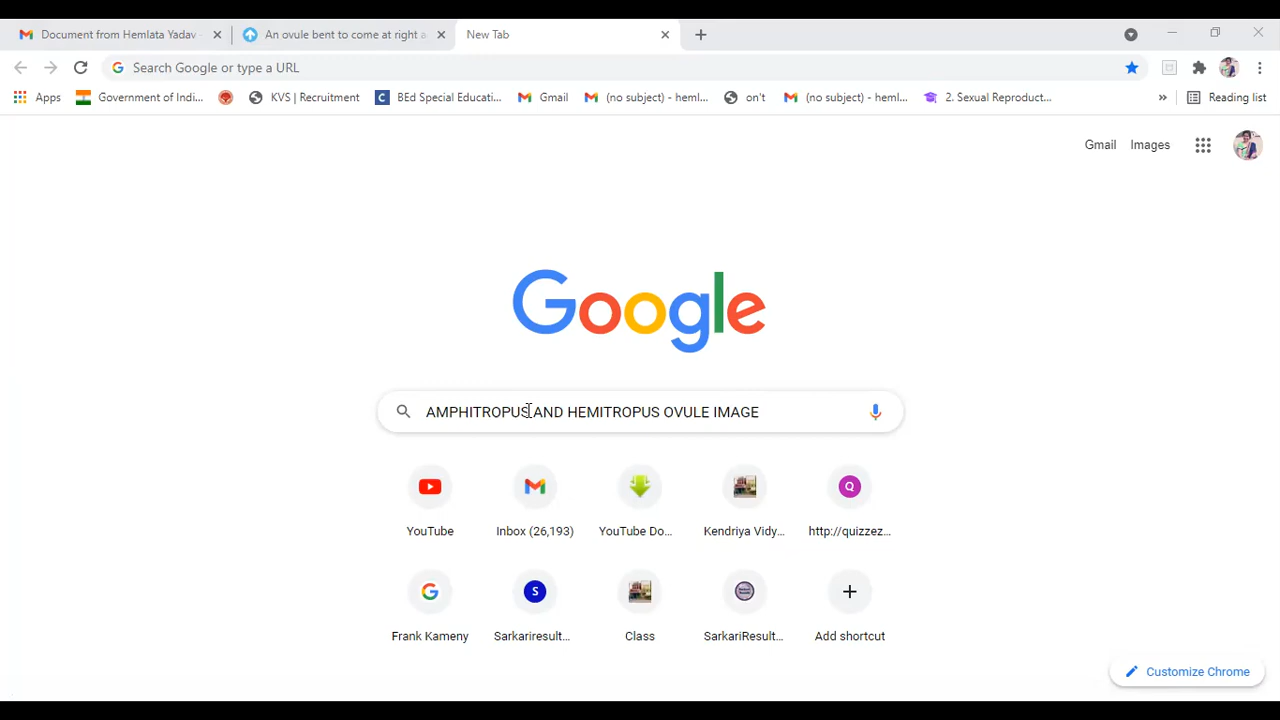 Document from Hemlata Yadav -
An ovule bent to come at right a
New Tab
Search Google or type a URL
Apps
Government of Indi...
KVS | Recruitment
BEd Special Educati...
Gmail
(no subject) - heml...
on't
(no subject) - heml...
2. Sexual Reproduct...
»
Reading list
Gmail
Images
Google
AMPHITROPUS AND HEMITROPUS OVULE IMAGE
YouTube
Inbox (26,193)
YouTube Do...
Kendriya Vidy...
http://quizzez...
Frank Kameny
Sarkariresult...
Class
SarkariResult...
Add shortcut
Customize Chrome